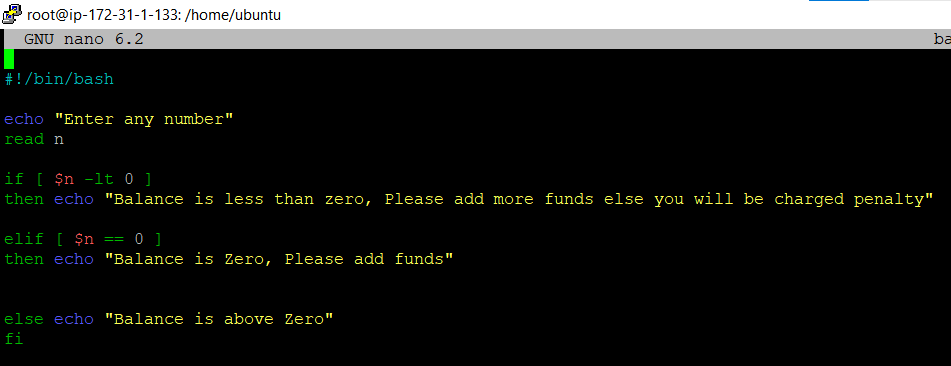 root@ip-172-31-1-133: /home/ubuntu
GNU nano 6.2 ba
#!/bin/bash
echo "Enter any number"
read n
if [ $n -lt 0 ]
then echo "Balance is less than zero, Please add more funds else you will be charged penalty"
elif [ $n == 0 ]
then echo "Balance is Zero, Please add funds"
else echo "Balance is above Zero"
fi